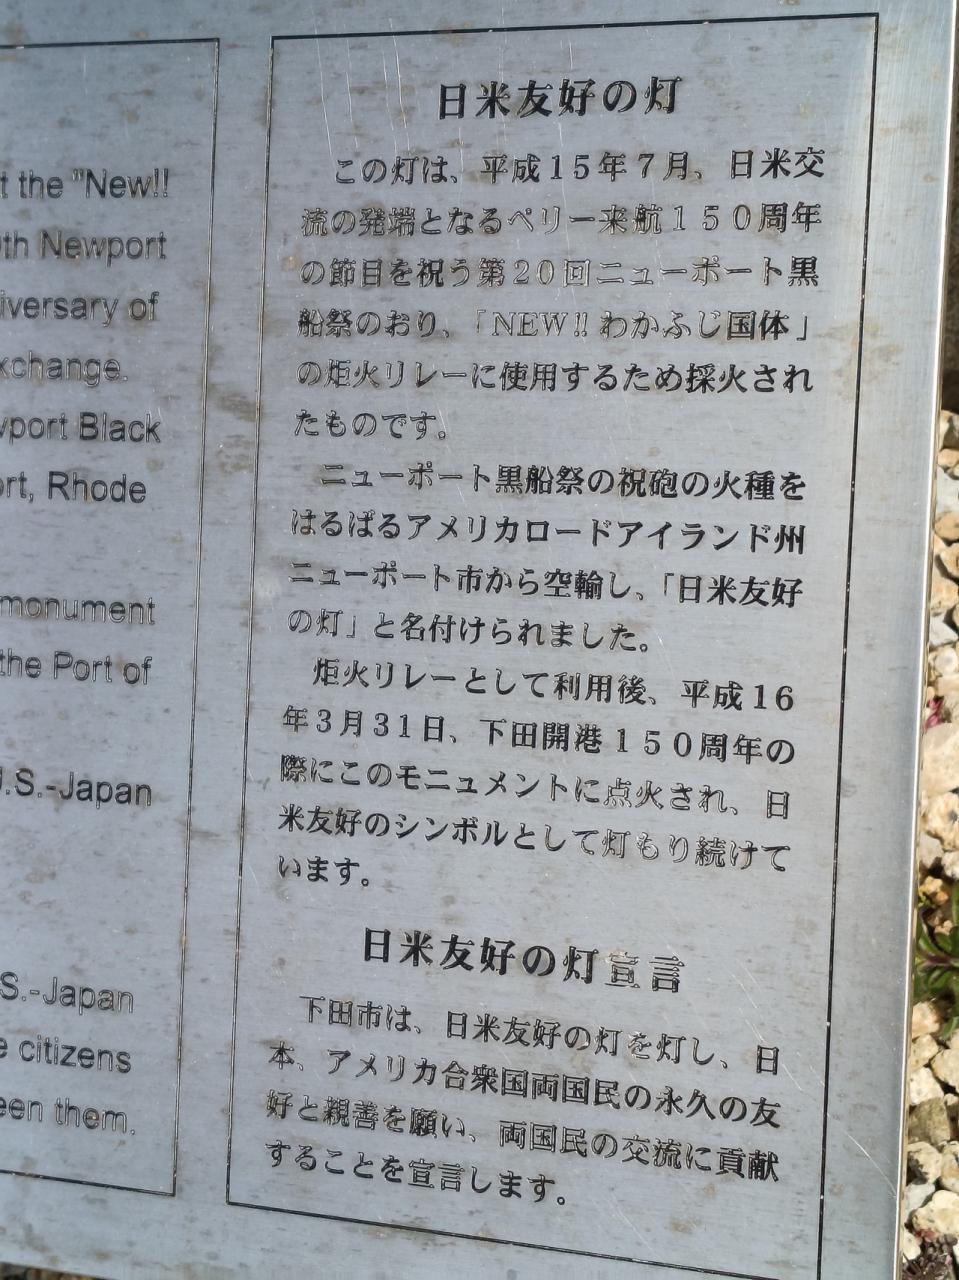 t the "New!!
th Newport
iversary of
xchange.
wport Black
ort, Rhode
monument
the Port of
.S.-Japan
S.-Japan
e citizens
een them.
日米友好の灯
この灯は、平成15年7月、日米交
流の発端となるペリー来航150周年
の節目を祝う第20回ニューポート黒
船祭のおり、「NEW!!わかふじ国体」
の炬火リレーに使用するため採火され
たものです。
ニューポート黒船祭の祝砲の火種を
はるばるアメリカロードアイランド州
ニューポート市から空輸し、「日米友好
の灯」と名付けられました。
炬火リレーとして利用後、平成16
年3月31日、下田開港150周年の
際にこのモニュメントに点火され、日
米友好のシンボルとして灯もり続けて
います。
日米友好の灯宣言
下田市は、日米友好の灯を灯し、日
本、アメリカ合衆国両国民の永久の友
好と親善を願い、両国民の交流に貢献
することを宣言します。